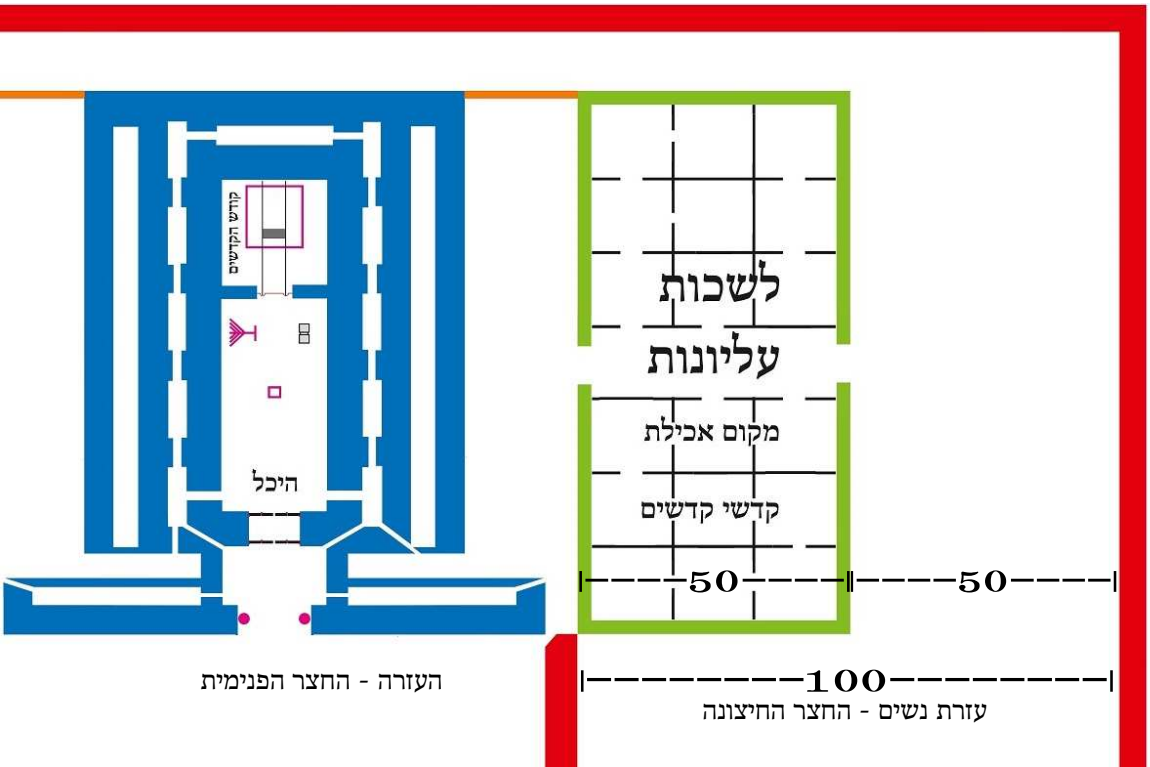 קודש הקדשים
לשכות
עליונות
מקום אכילת
היכל
קדשי קדשים
50
50
העזרה - החצר הפנימית
100
עזרת נשים - החצר החיצונה